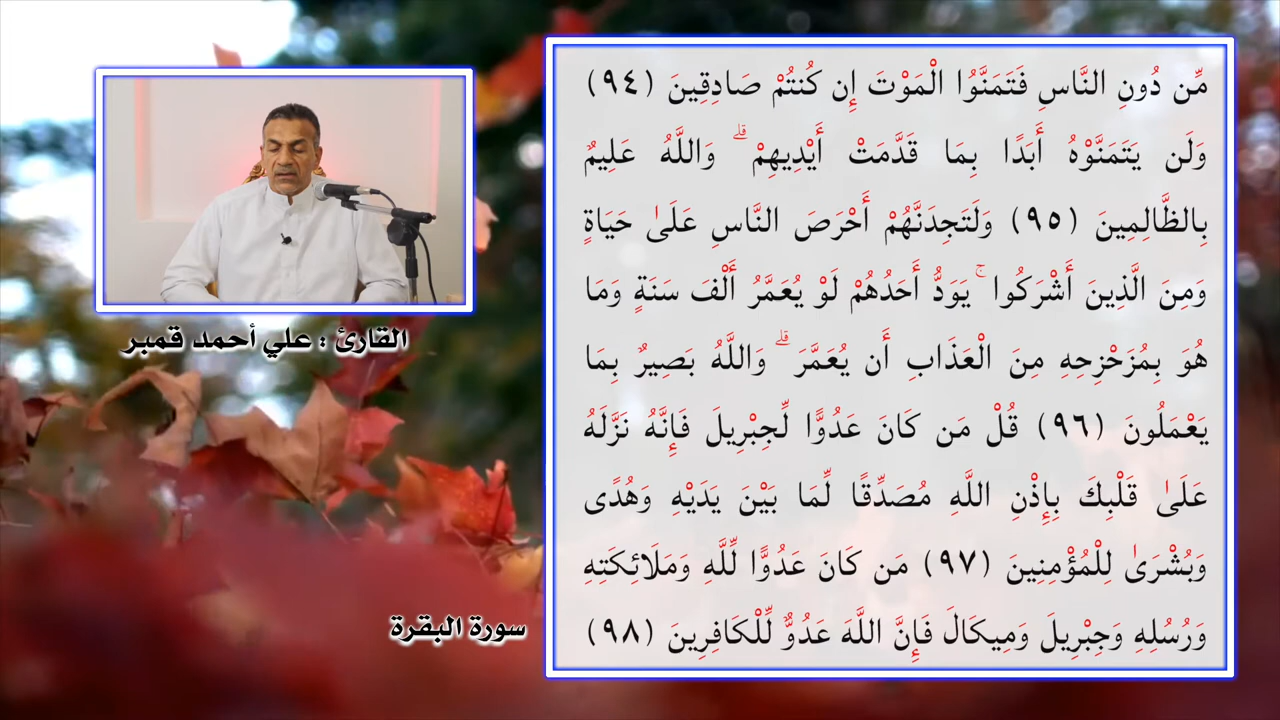 مِّن دُونِ النَّاسِ فَتَمَنَّوُا الْمَوْتَ إِن كُنتُمْ صَادِقِينَ (٩٤)
وَلَن يَتَمَنَّوْهُ أَبَدًا بِمَا قَدَّمَتْ أَيْدِيهِمْ ۗ وَاللَّهُ عَلِيمٌ
بِالظَّالِمِينَ (٩٥) وَلَتَجِدَنَّهُمْ أَحْرَصَ النَّاسِ عَلَىٰ حَيَاةٍ
وَمِنَ الَّذِينَ أَشْرَكُوا ۚ يَوَدُّ أَحَدُهُمْ لَوْ يُعَمَّرُ أَلْفَ سَنَةٍ وَمَا
هُوَ بِمُزَحْزِحِهِ مِنَ الْعَذَابِ أَن يُعَمَّرَ ۗ وَاللَّهُ بَصِيرٌ بِمَا
يَعْمَلُونَ (٩٦) قُلْ مَن كَانَ عَدُوًّا لِّجِبْرِيلَ فَإِنَّهُ نَزَّلَهُ
عَلَىٰ قَلْبِكَ بِإِذْنِ اللَّهِ مُصَدِّقًا لِّمَا بَيْنَ يَدَيْهِ وَهُدًى
وَبُشْرَىٰ لِلْمُؤْمِنِينَ (٩٧) مَن كَانَ عَدُوًّا لِّلَّهِ وَمَلَائِكَتِهِ
وَرُسُلِهِ وَجِبْرِيلَ وَمِيكَالَ فَإِنَّ اللَّهَ عَدُوٌّ لِّلْكَافِرِينَ (٩٨)
القارئ : علي أحمد قمبر
سورة البقرة